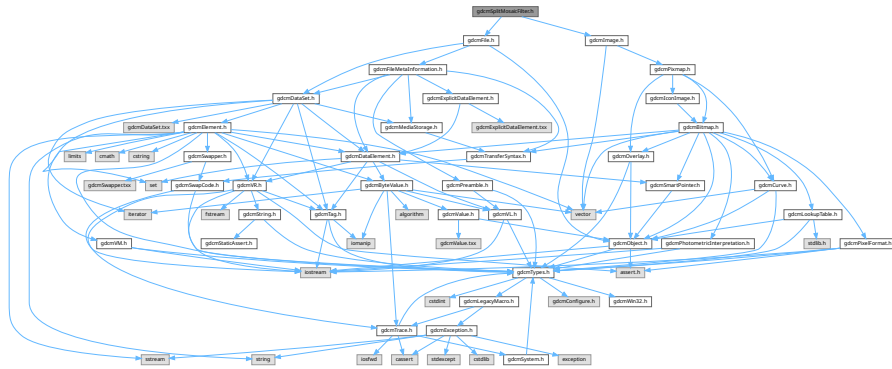 gdcmSplitMosaicFilter.h
gdcmFile.h
gdcmImage.h
gdcmFileMetaInformation.h
gdcmPixmap.h
gdcmDataSet.h
gdcmExplicitDataElement.h
gdcmIconImage.h
gdcmDataSet.txx
gdcmElement.h
gdcmMediaStorage.h
gdcmExplicitDataElement.txx
gdcmBitmap.h
limits
cmath
cstring
gdcmSwapper.h
gdcmDataElement.h
gdcmTransferSyntax.h
gdcmOverlay.h
gdcmSwapper.txx
set
gdcmSwapCode.h
gdcmVR.h
gdcmByteValue.h
gdcmPreamble.h
gdcmSmartPointer.h
gdcmCurve.h
iterator
fstream
gdcmString.h
gdcmTag.h
algorithm
gdcmValue.h
gdcmVL.h
vector
gdcmLookupTable.h
gdcmVM.h
gdcmStaticAssert.h
iomanip
gdcmValue.txx
gdcmObject.h
gdcmPhotometricInterpretation.h
stdlib.h
gdcmPixelFormat.h
iostream
gdcmTypes.h
assert.h
cstdint
gdcmLegacyMacro.h
gdcmConfigure.h
gdcmWin32.h
gdcmTrace.h
gdcmException.h
sstream
string
iosfwd
cassert
stdexcept
cstdlib
gdcmSystem.h
exception